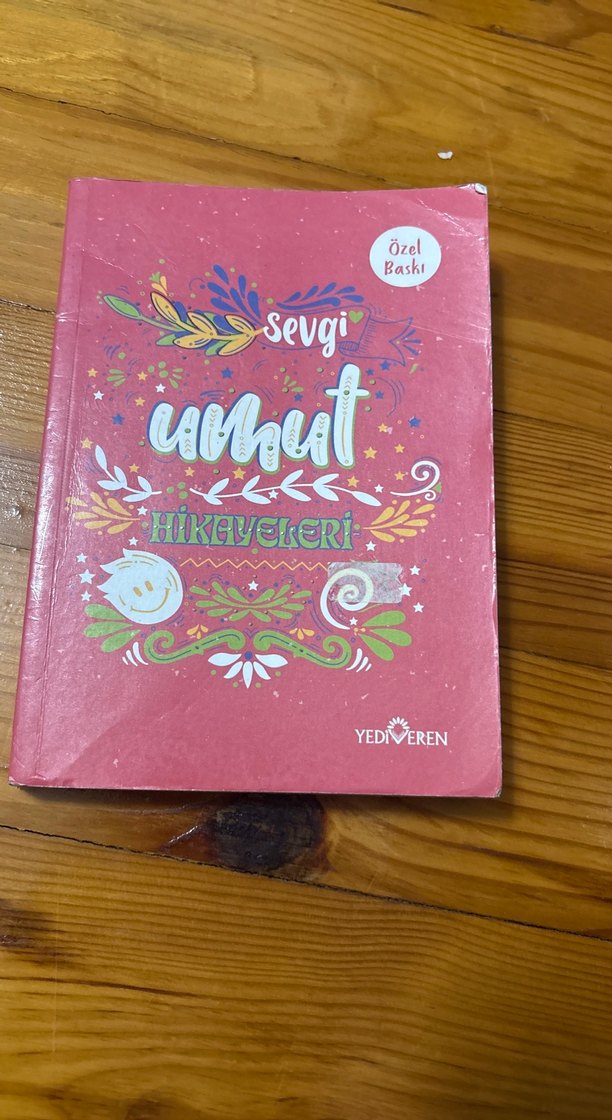 Özel
Baskı
sevgi
umut
HİKAYELERİ
YEDİVEREN